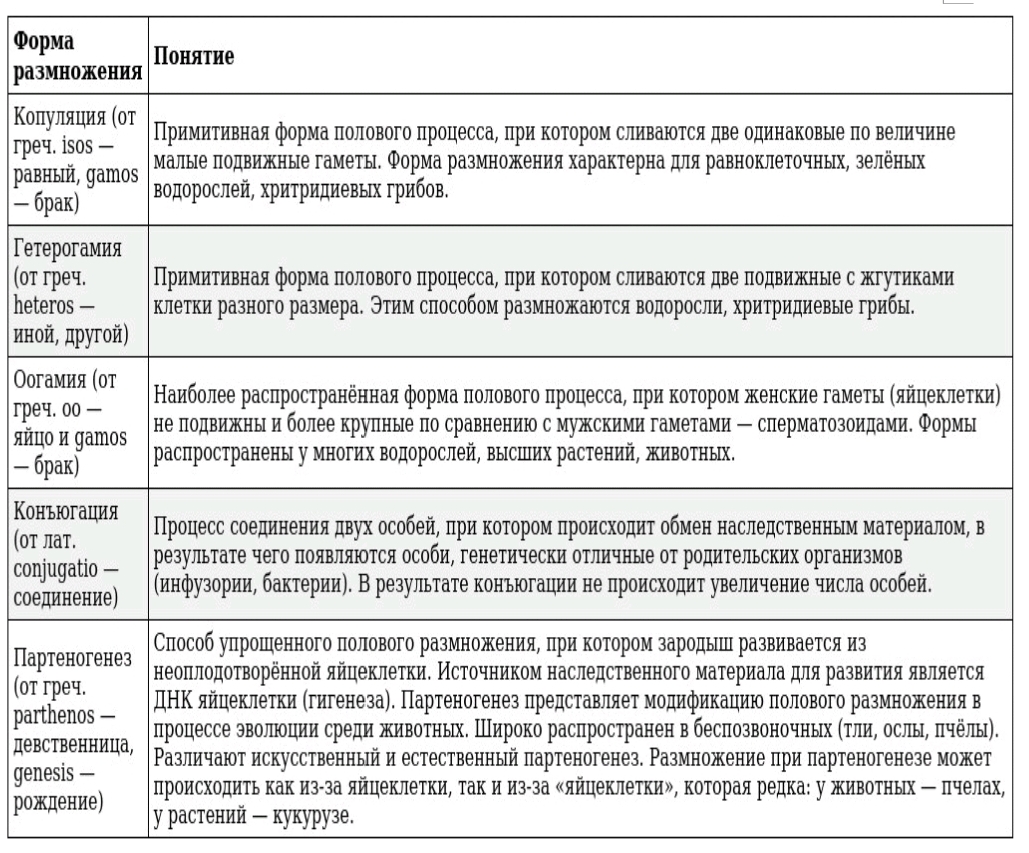 Форма
размножения
Понятие
Копуляция (от
греч. isos —
равный, gamos
— брак)
Примитивная форма полового процесса, при котором сливаются две одинаковые по величине
малые подвижные гаметы. Форма размножения характерна для равноклеточных, зелёных
водорослей, хритридиевых грибов.
Гетерогамия
(от греч.
heteros —
иной, другой)
Примитивная форма полового процесса, при котором сливаются две подвижные с жгутиками
клетки разного размера. Этим способом размножаются водоросли, хритридиевые грибы.
Оогамия (от
греч. oo —
яйцо и gamos
— брак)
Наиболее распространённая форма полового процесса, при котором женские гаметы (яйцеклетки)
не подвижны и более крупные по сравнению с мужскими гаметами — сперматозоидами. Формы
распространены у многих водорослей, высших растений, животных.
Конъюгация
(от лат.
conjugatio —
соединение)
Процесс соединения двух особей, при котором происходит обмен наследственным материалом, в
результате чего появляются особи, генетически отличные от родительских организмов
(инфузории, бактерии). В результате конъюгации не происходит увеличение числа особей.
Партеногенез
(от греч.
parthenos —
девственница,
genesis —
рождение)
Способ упрощенного полового размножения, при котором зародыш развивается из
неоплодотворённой яйцеклетки. Источником наследственного материала для развития является
ДНК яйцеклетки (гигенеза). Партеногенез представляет модификацию полового размножения в
процессе эволюции среди животных. Широко распространен в беспозвоночных (тли, ослы, пчёлы).
Различают искусственный и естественный партеногенез. Размножение при партеногенезе может
происходить как из-за яйцеклетки, так и из-за «яйцеклетки», которая редка: у животных — пчелах,
у растений — кукурузе.